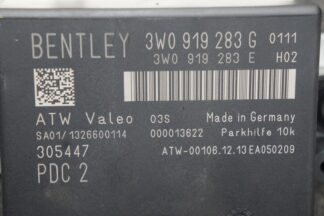 BENTLEY 3W0 919 283 G 0111
3W0 919 283 E H02
ATW Valeo 03S Made in Germany
SA01/1326600114 000013622 Parkhilfe 10k
305447 ATW-00106.12.13EA050209
PDC 2